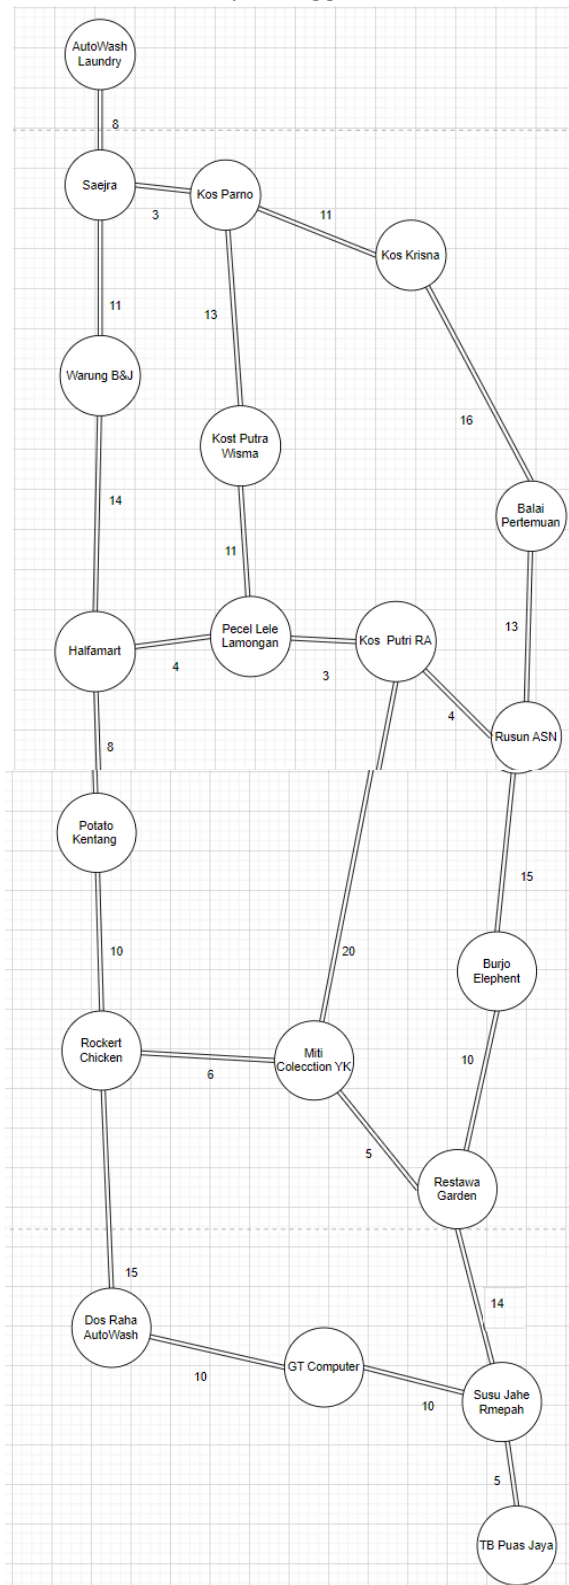 AutoWash
Laundry
8
Saejra
Kos Parno
3
11
Kos Krisna
11
13
Warung B&J
16
Kost Putra
Wisma
14
Balai
Pertemuan
11
13
Pecel Lele
Lamongan
Kos Putri RA
Halfamart
4
3
4
Rusun ASN
8
Potato
Kentang
15
10
20
Burjo
Elephent
Rockert
Chicken
Miti
Colecction YK
6
10
5
Restawa
Garden
15
14
Dos Raha
AutoWash
GT Computer
10
10
Susu Jahe
Rmepah
5
TB Puas Jaya